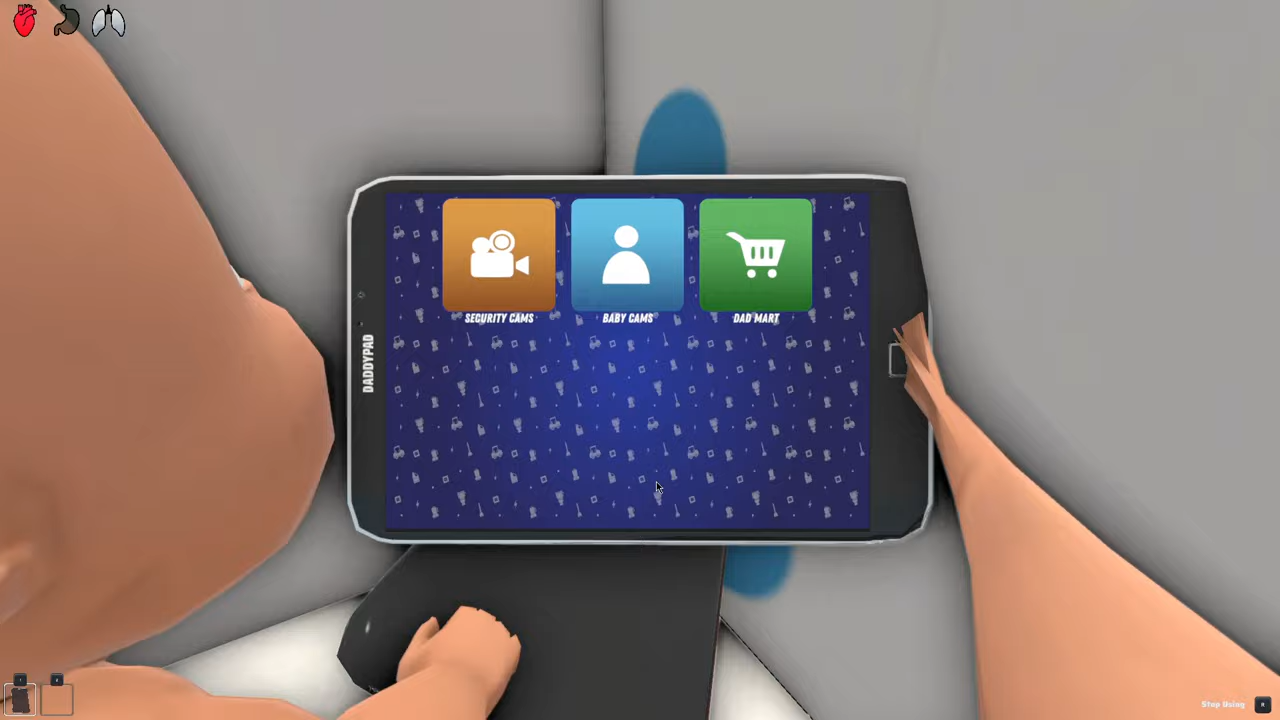 SECURITY CAMS
BABY CAMS
DAD MART
DADDYPAD
Stop Using